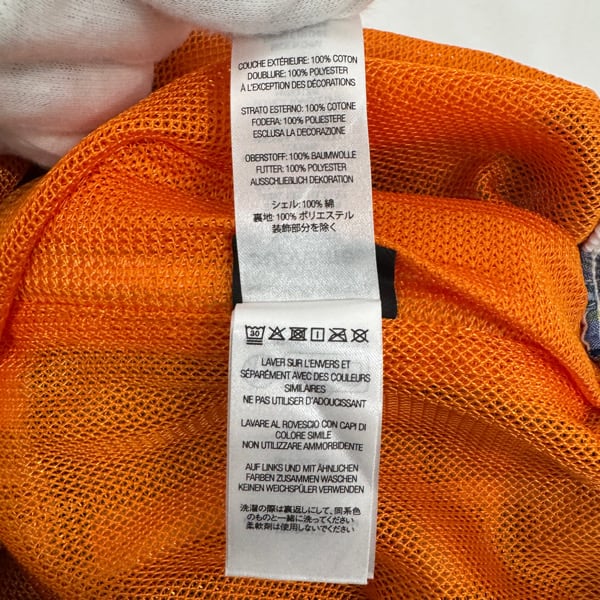 COUCHE EXTÉRIEURE: 100% COTON
DOUBLURE: 100% POLYESTER
À L'EXCEPTION DES DÉCORATIONS
STRATO ESTERNO: 100% COTONE
FODERA: 100% POLIESTERE
ESCLUSA LA DECORAZIONE
OBERSTOFF: 100% BAUMWOLLE
FUTTER: 100% POLYESTER
AUSSCHLIEßLICH DEKORATION
シェル: 100% 綿
裏地: 100% ポリエステル
装飾部分を除く
30
LAVER SUR L'ENVERS ET
SÉPARÉMENT AVEC DES COULEURS
SIMILAIRES
NE PAS UTILISER D'ADOUCISSANT
LAVARE AL ROVESCIO CON CAPI DI
COLORE SIMILE
NON UTILIZZARE AMMORBIDENTE
AUF LINKS UND MIT ÄHNLICHEN
FARBEN ZUSAMMEN WASCHEN
KEINEN WEICHSPÜLER VERWENDEN
洗濯の際は裏返しにして、同系色
のものと一緒に洗ってください
柔軟剤は使用しないでください